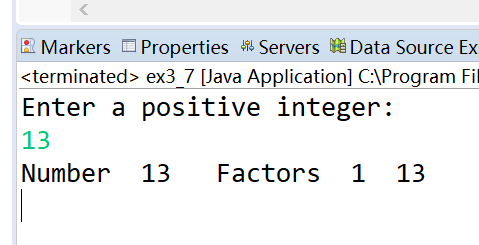 Markers Properties Servers Data Source Ex
<terminated> ex3_7 [Java Application] C:\Program Fil
Enter a positive integer:
13
Number  13   Factors  1  13